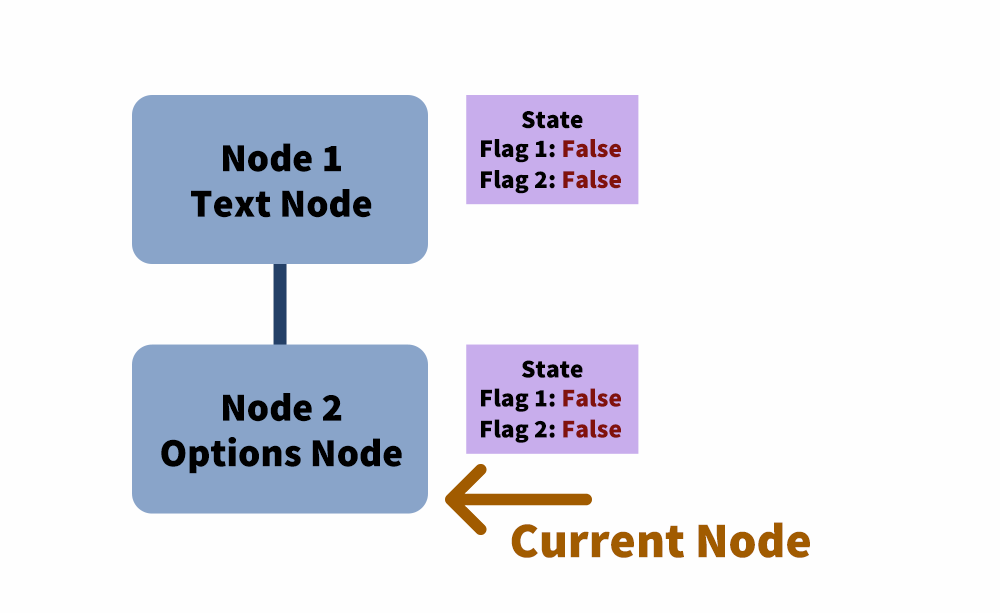 Node 1
Text Node
State
Flag 1: False
Flag 2: False
Node 2
Options Node
State
Flag 1: False
Flag 2: False
Current Node